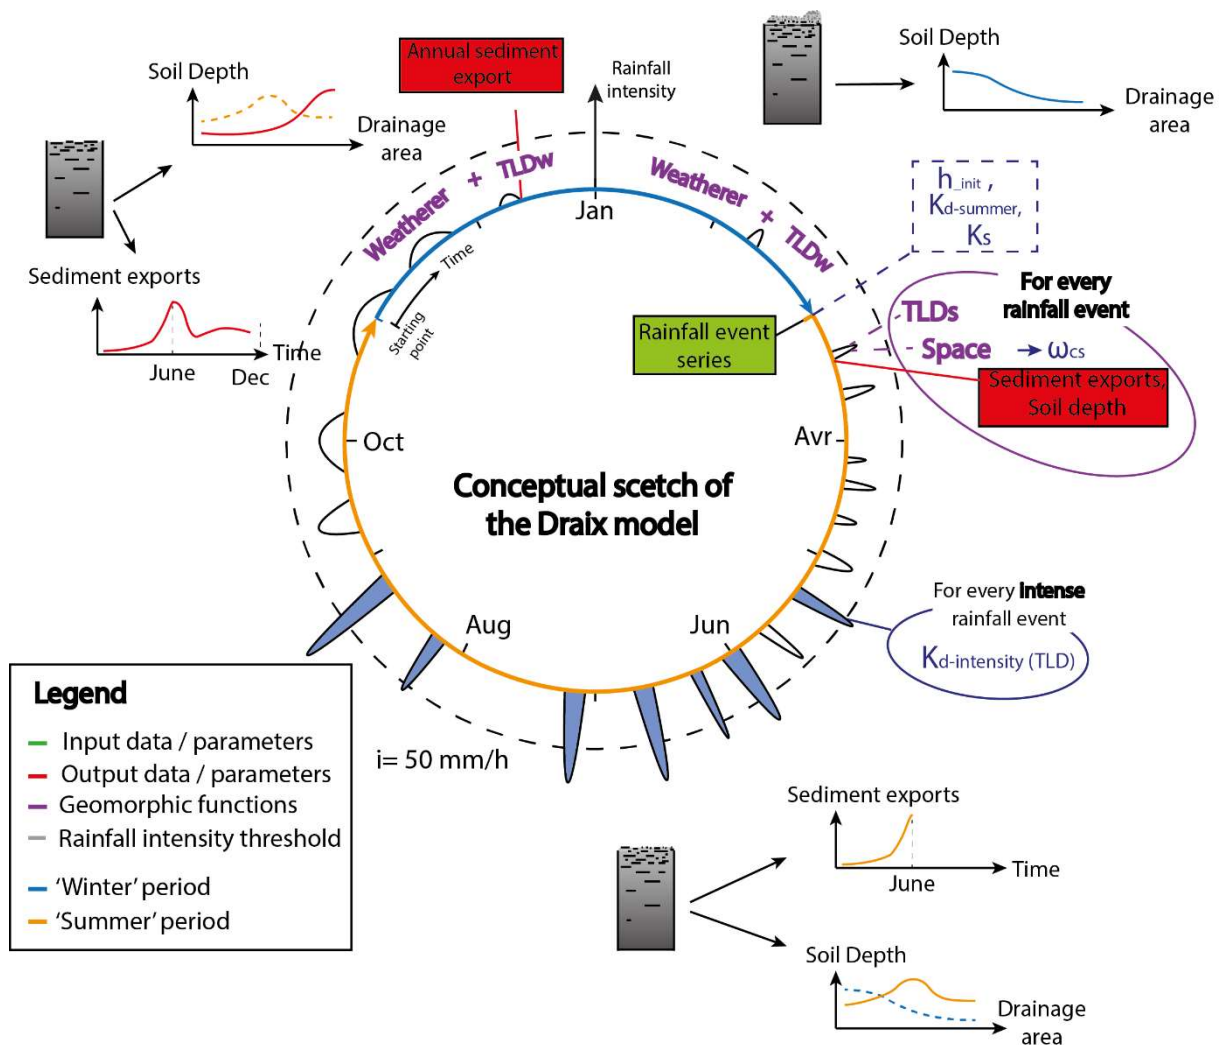 Annual sediment
export
Rainfall
intensity
Soil Depth
Drainage
area
Soil Depth
Drainage
area
Sediment exports
Time
June
Dec
Weatherer + TLDw
Weatherer + TLDw
Jan
Time
Starting
point
h_init ,
Kd-summer,
Ks
For every
rainfall event
TLDs
Space
ωcs
Sediment exports,
Soil depth
Rainfall event
series
Avr
Oct
Conceptual scetch of
the Draix model
Aug
Jun
For every intense
rainfall event
Kd-intensity (TLD)
i= 50 mm/h
Legend
Input data / parameters
Output data / parameters
Geomorphic functions
Rainfall intensity threshold
'Winter' period
'Summer' period
Sediment exports
Time
June
Soil Depth
Drainage
area